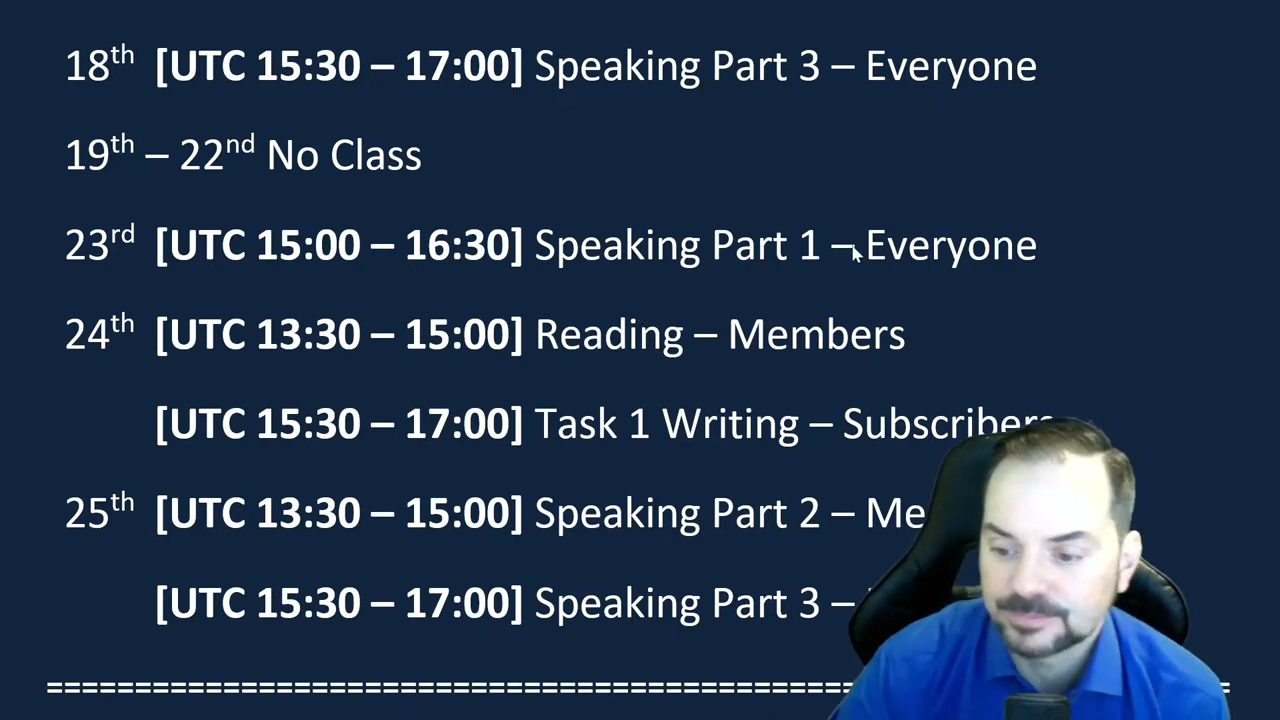 18th [UTC 15:30 – 17:00] Speaking Part 3 – Everyone
19th – 22nd No Class
23rd [UTC 15:00 – 16:30] Speaking Part 1 – Everyone
24th [UTC 13:30 – 15:00] Reading – Members
[UTC 15:30 – 17:00] Task 1 Writing – Subscribers
25th [UTC 13:30 – 15:00] Speaking Part 2 –
[UTC 15:30 – 17:00] Speaking Part 3 –